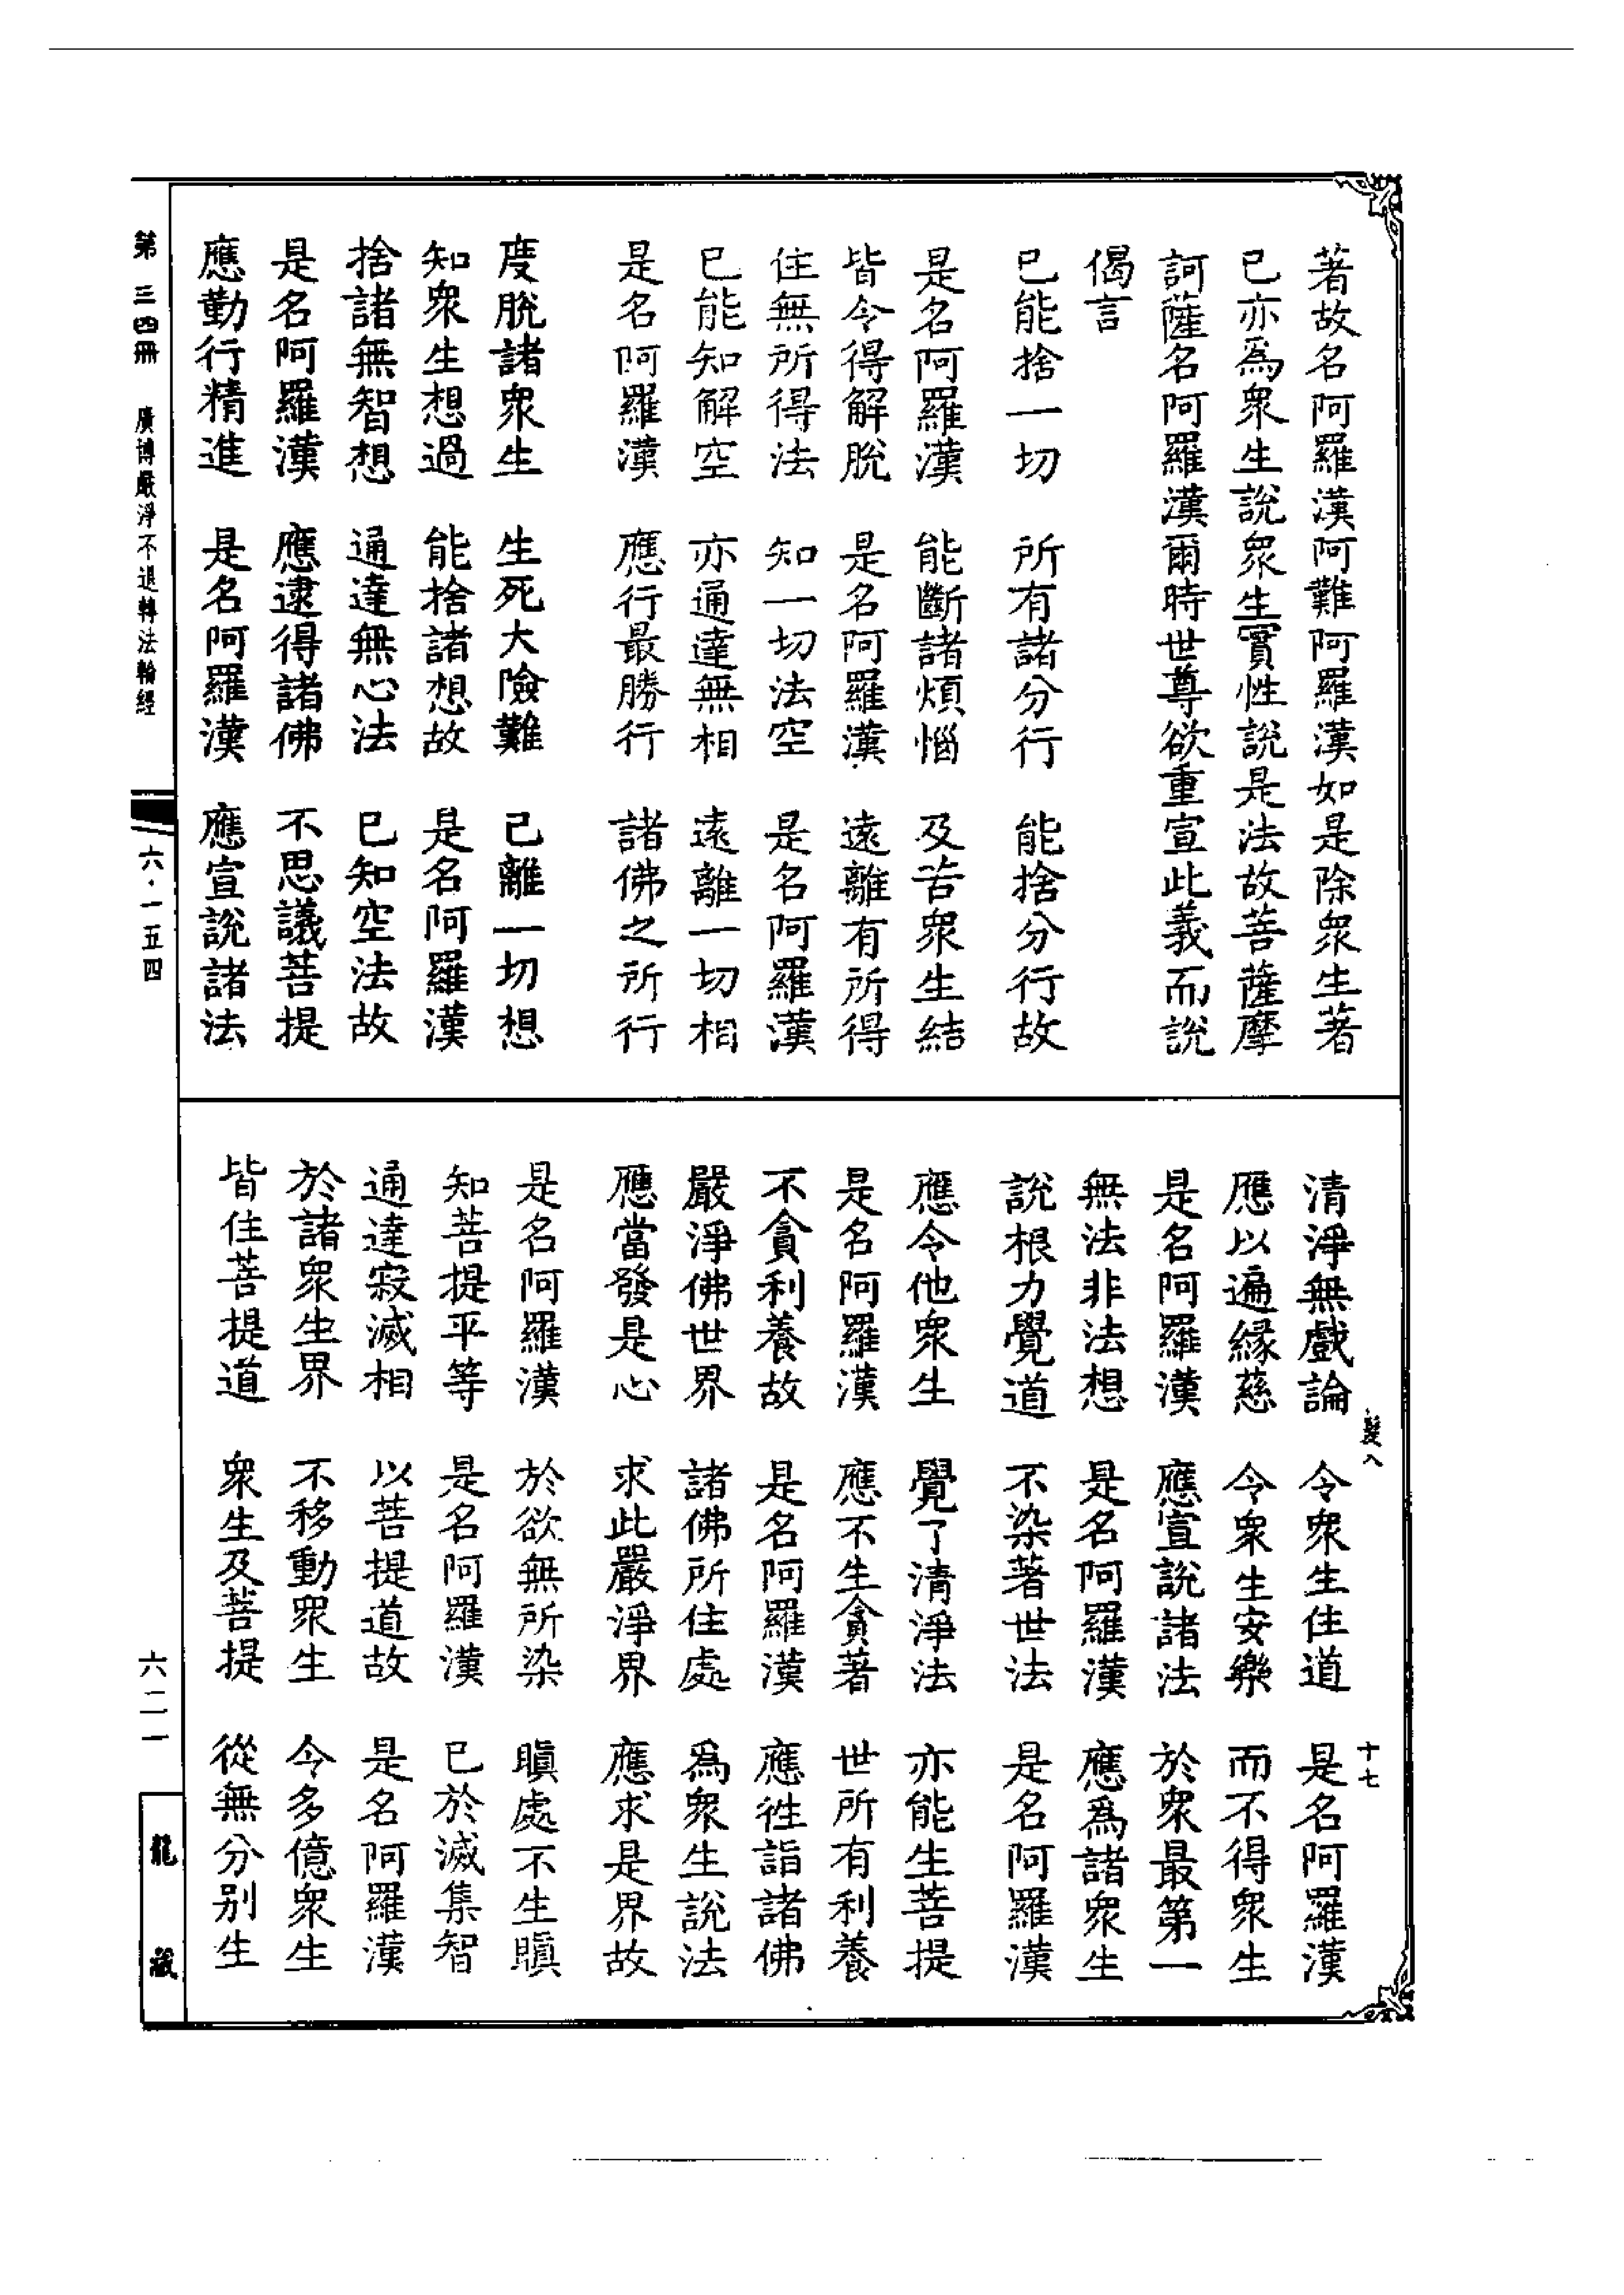 著故名阿羅漢阿難阿羅漢如是除衆生著
已亦爲衆生說衆生實性說是法故菩薩摩
訶薩名阿羅漢爾時世尊欲重宣此義而說
偈言
已能捨一切　所有諸分行　能捨分行故
是名阿羅漢　能斷諸煩惱　及苦衆生結
皆令得解脫　是名阿羅漢　遠離有所得
住無所得法　知一切法空　是名阿羅漢
已能知解空　亦通達無相　遠離一切相
是名阿羅漢　應行最勝行　諸佛之所行
度脫諸衆生　生死大險難　已離一切想
知衆生想過　能捨諸想故　是名阿羅漢
捨諸無智想　通達無心法　已知空法故
是名阿羅漢　應逮得諸佛　不思議菩提
應勤行精進　是名阿羅漢　應宣說諸法
清淨無戲論　令衆生住道　是名阿羅漢
應以遍緣慈　令衆生安樂　而不得衆生
是名阿羅漢　應宣說諸法　於衆最第一
無法非法想　是名阿羅漢　應爲諸衆生
說根力覺道　不染著世法　是名阿羅漢
應令他衆生　覺了清淨法　亦能生菩提
是名阿羅漢　應不生貪著　世所有利養
不貪利養故　是名阿羅漢　應徃詣諸佛
嚴淨佛世界　諸佛所住處　爲衆生說法
應當發是心　求此嚴淨界　應求是界故
是名阿羅漢　於欲無所染　瞋處不生瞋
知菩提平等　是名阿羅漢　已於滅集智
通達寂滅相　以菩提道故　是名阿羅漢
於諸衆生界　不移動衆生　令多億衆生
皆住菩提道　衆生及菩提　從無分別生
髮八
十七
第三四冊　廣博嚴淨不退轉法輪經
六·一五四
六二一
龍藏